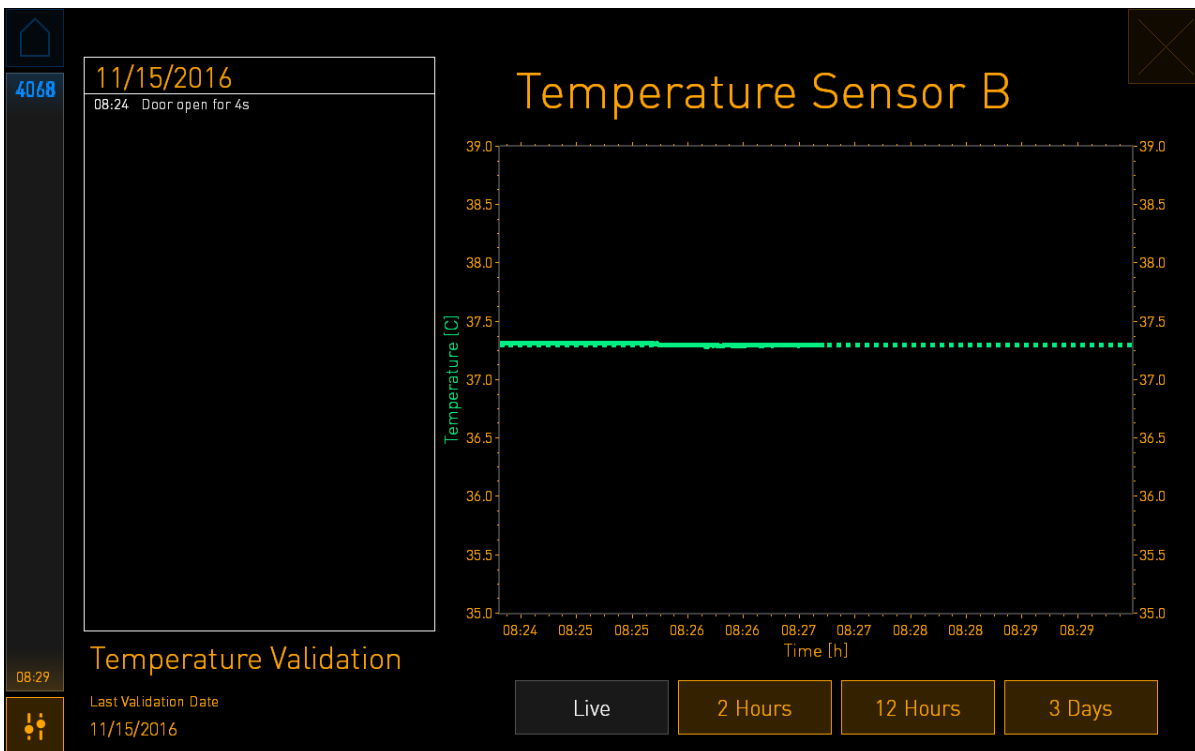 4068
08:29
11/15/2016
08:24 Door open for 4s
Temperature Validation
Last Validation Date
11/15/2016
Temperature Sensor B
Temperature [C]
39.0
38.5
38.0
37.5
37.0
36.5
36.0
35.5
35.0
39.0
38.5
38.0
37.5
37.0
36.5
36.0
35.5
35.0
08:24 08:25 08:25 08:26 08:26 08:27 08:27 08:28 08:28 08:29 08:29
Time [h]
Live 2 Hours 12 Hours 3 Days